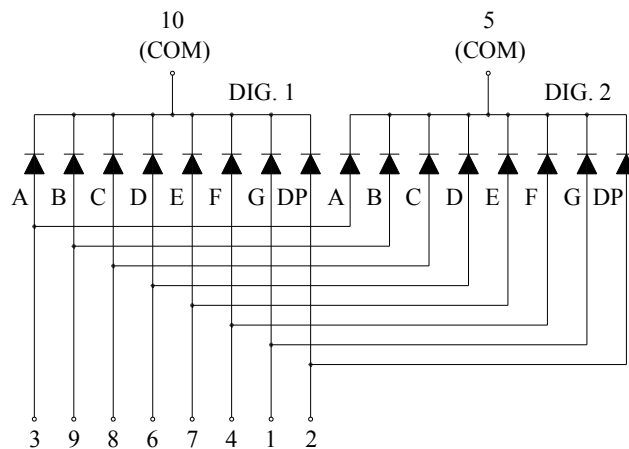 10 5
(COM) (COM)
DIG. 1 DIG. 2
A B C D E F G DP A B C D E F G DP
3 9 8 6 7 4 1 2